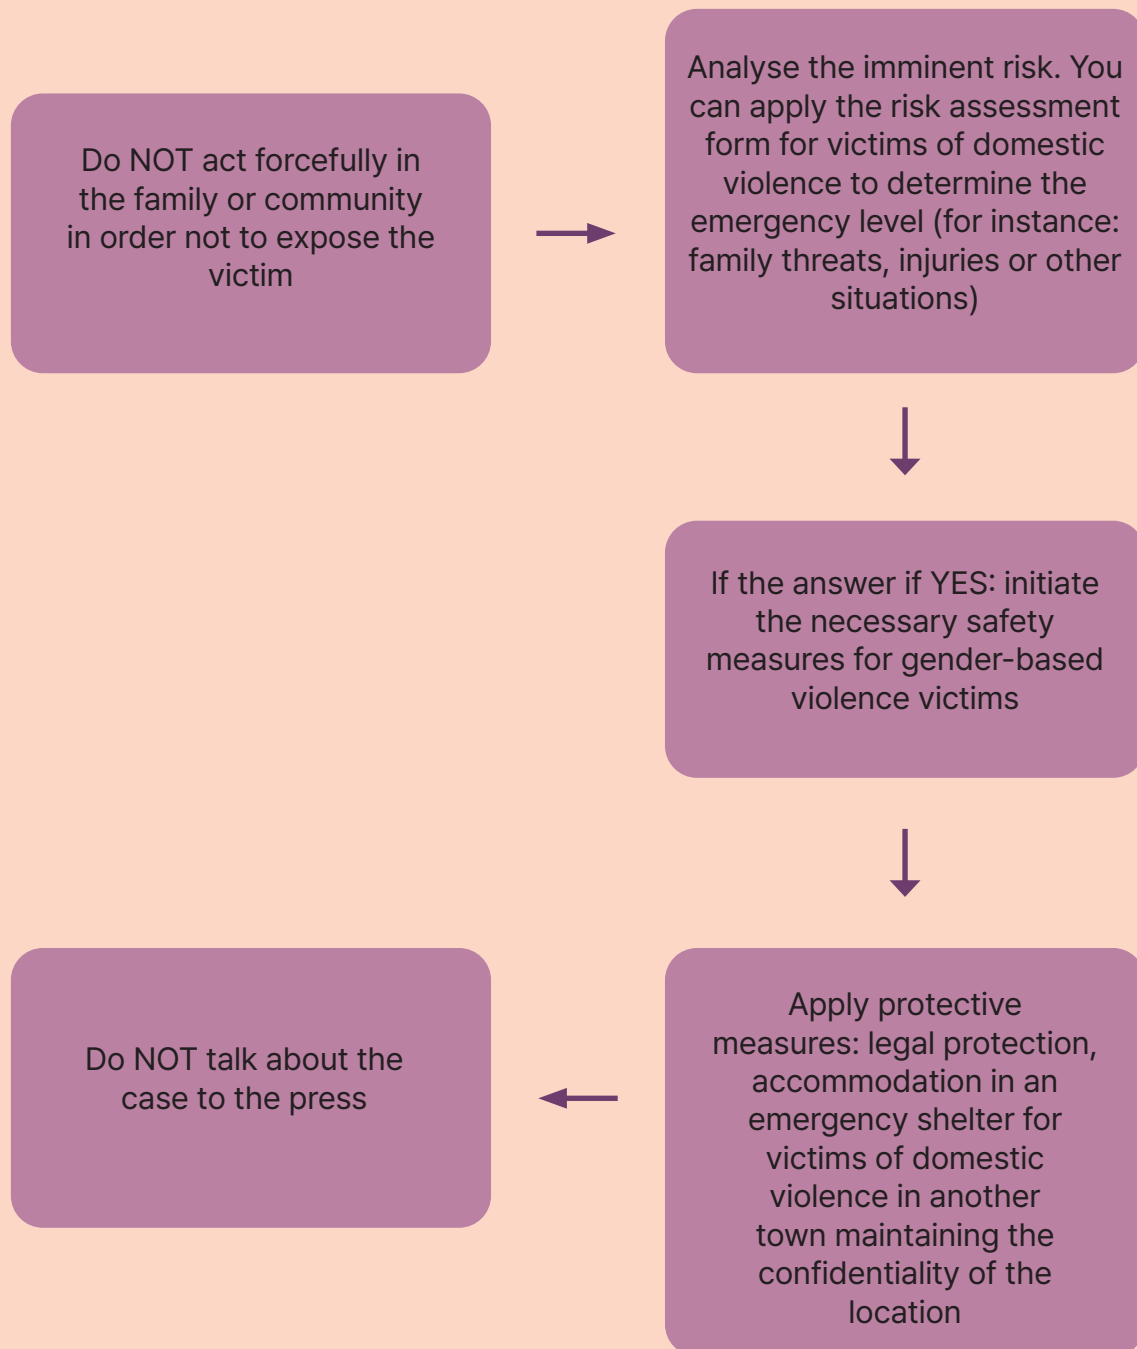 Do NOT act forcefully in
the family or community
in order not to expose the
victim
Analyse the imminent risk. You
can apply the risk assessment
form for victims of domestic
violence to determine the
emergency level (for instance:
family threats, injuries or other
situations)
If the answer if YES: initiate
the necessary safety
measures for gender-based
violence victims
Apply protective
measures: legal protection,
accommodation in an
emergency shelter for
victims of domestic
violence in another
town maintaining the
confidentiality of the
location
Do NOT talk about the
case to the press